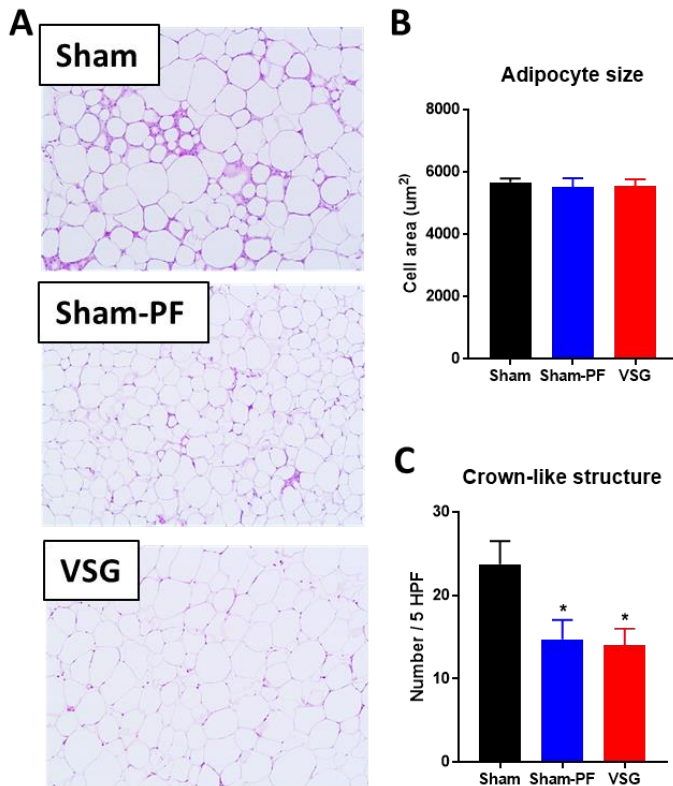 A
Sham
Sham-PF
VSG
B
Adipocyte size
8000
6000
4000
2000
0
Cell area (um²)
Sham Sham-PF VSG
C
Crown-like structure
30
20
10
0
Number / 5 HPF
* *
Sham Sham-PF VSG